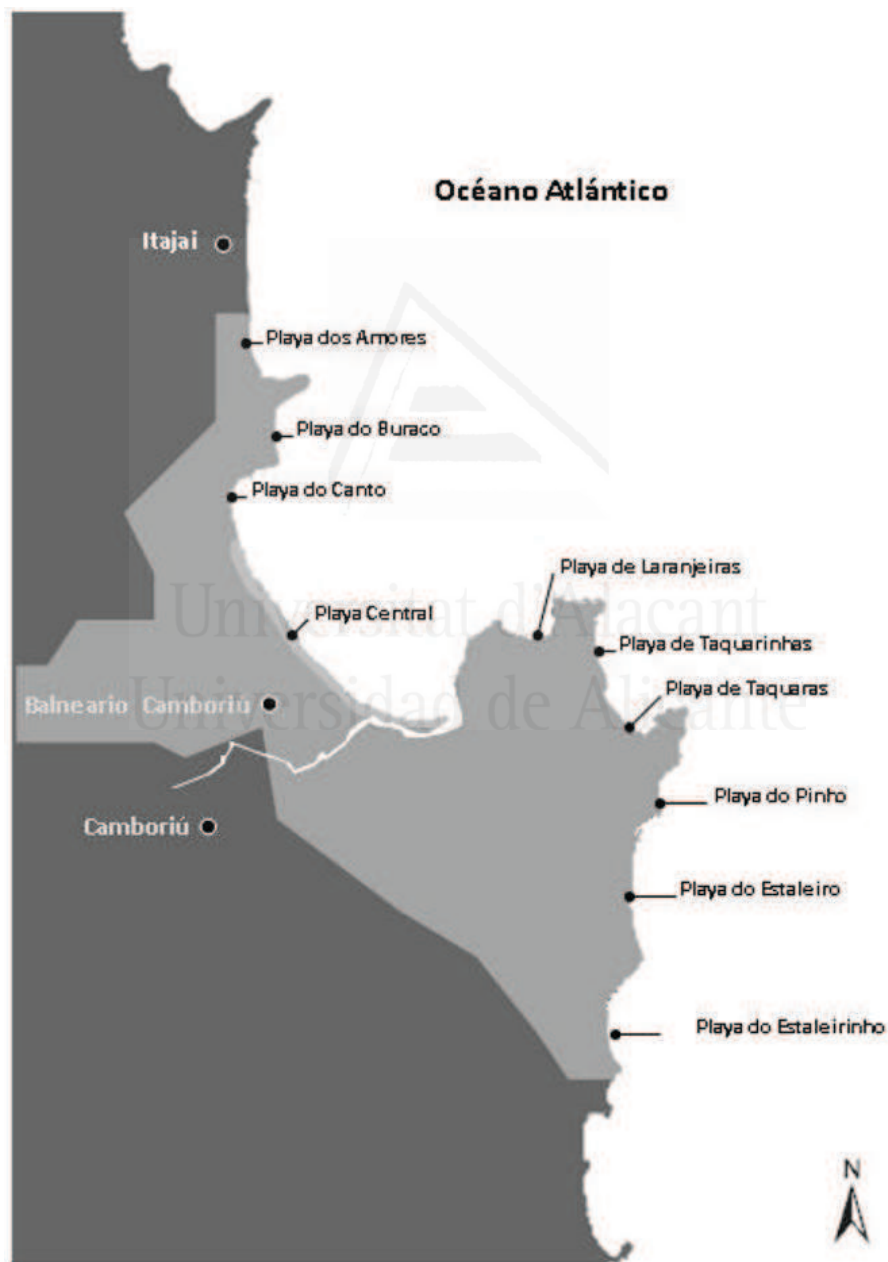 Océano Atlántico
Itajai
Playa dos Amores
Playa do Buraco
Playa do Canto
Playa de Laranjeiras
Universitat d'Alacant
Playa Central
Playa de Taquarinhas
Playa de Taquaras
Universidad de Alicante
Balneario Camboriú
Playa do Pinho
Camboriú
Playa do Estaleiro
Playa do Estaleirinho
N